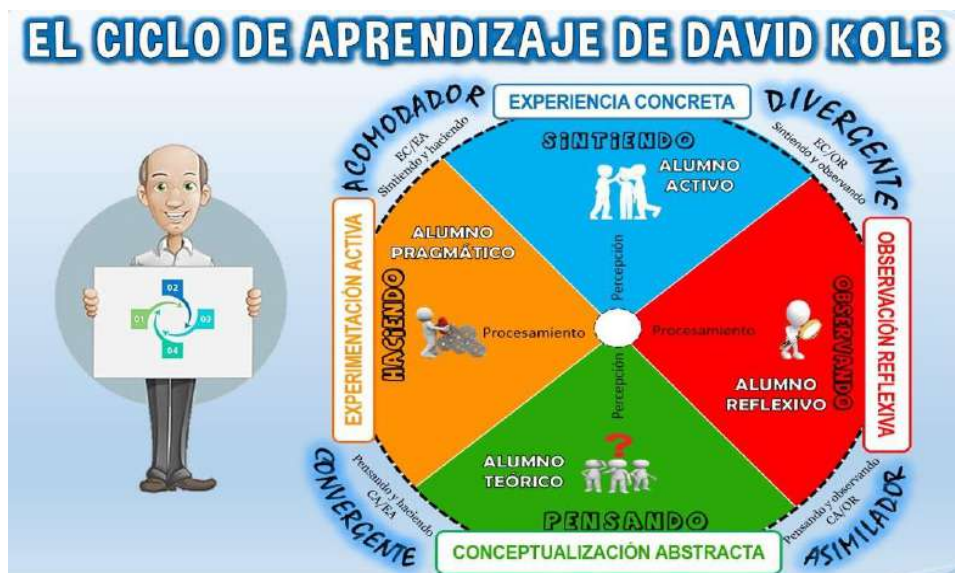 EL CICLO DE APRENDIZAJE DE DAVID KOLB
ACOMODADOR
EC/EA
Sintiendo y haciendo
EXPERIENCIA CONCRETA
DIVERGENTE
EC/OR
Sintiendo y observando
SINTIENDO
ALUMNO
ACTIVO
Percepción
EXPERIMENTACIÓN ACTIVA
HACIENDO
ALUMNO
PRAGMÁTICO
Procesamiento
Procesamiento
OBSERVANDO
ALUMNO
REFLEXIVO
OBSERVACIÓN REFLEXIVA
Percepción
ALUMNO
TEÓRICO
?
PENSANDO
CONCEPTUALIZACIÓN ABSTRACTA
Pensando y haciendo
CA/EA
CONVERGENTE
Pensando y observando
CA/OR
ASIMILADOR
02
01
03
04